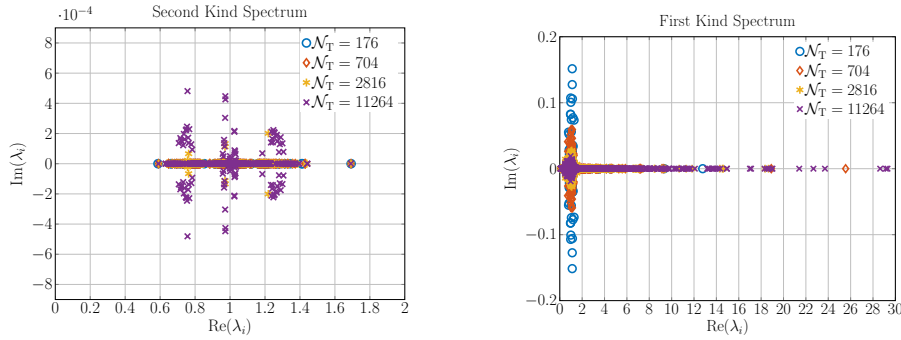 Second Kind Spectrum
×10⁻⁴
8
6
4
2
0
−2
−4
−6
−8
Im(λᵢ)
𝒩_T = 176
𝒩_T = 704
𝒩_T = 2816
𝒩_T = 11264
0 0.2 0.4 0.6 0.8 1 1.2 1.4 1.6 1.8 2
Re(λᵢ)
First Kind Spectrum
0.2
0.1
0
−0.1
−0.2
Im(λᵢ)
𝒩_T = 176
𝒩_T = 704
𝒩_T = 2816
𝒩_T = 11264
0 2 4 6 8 10 12 14 16 18 20 22 24 26 28 30
Re(λᵢ)